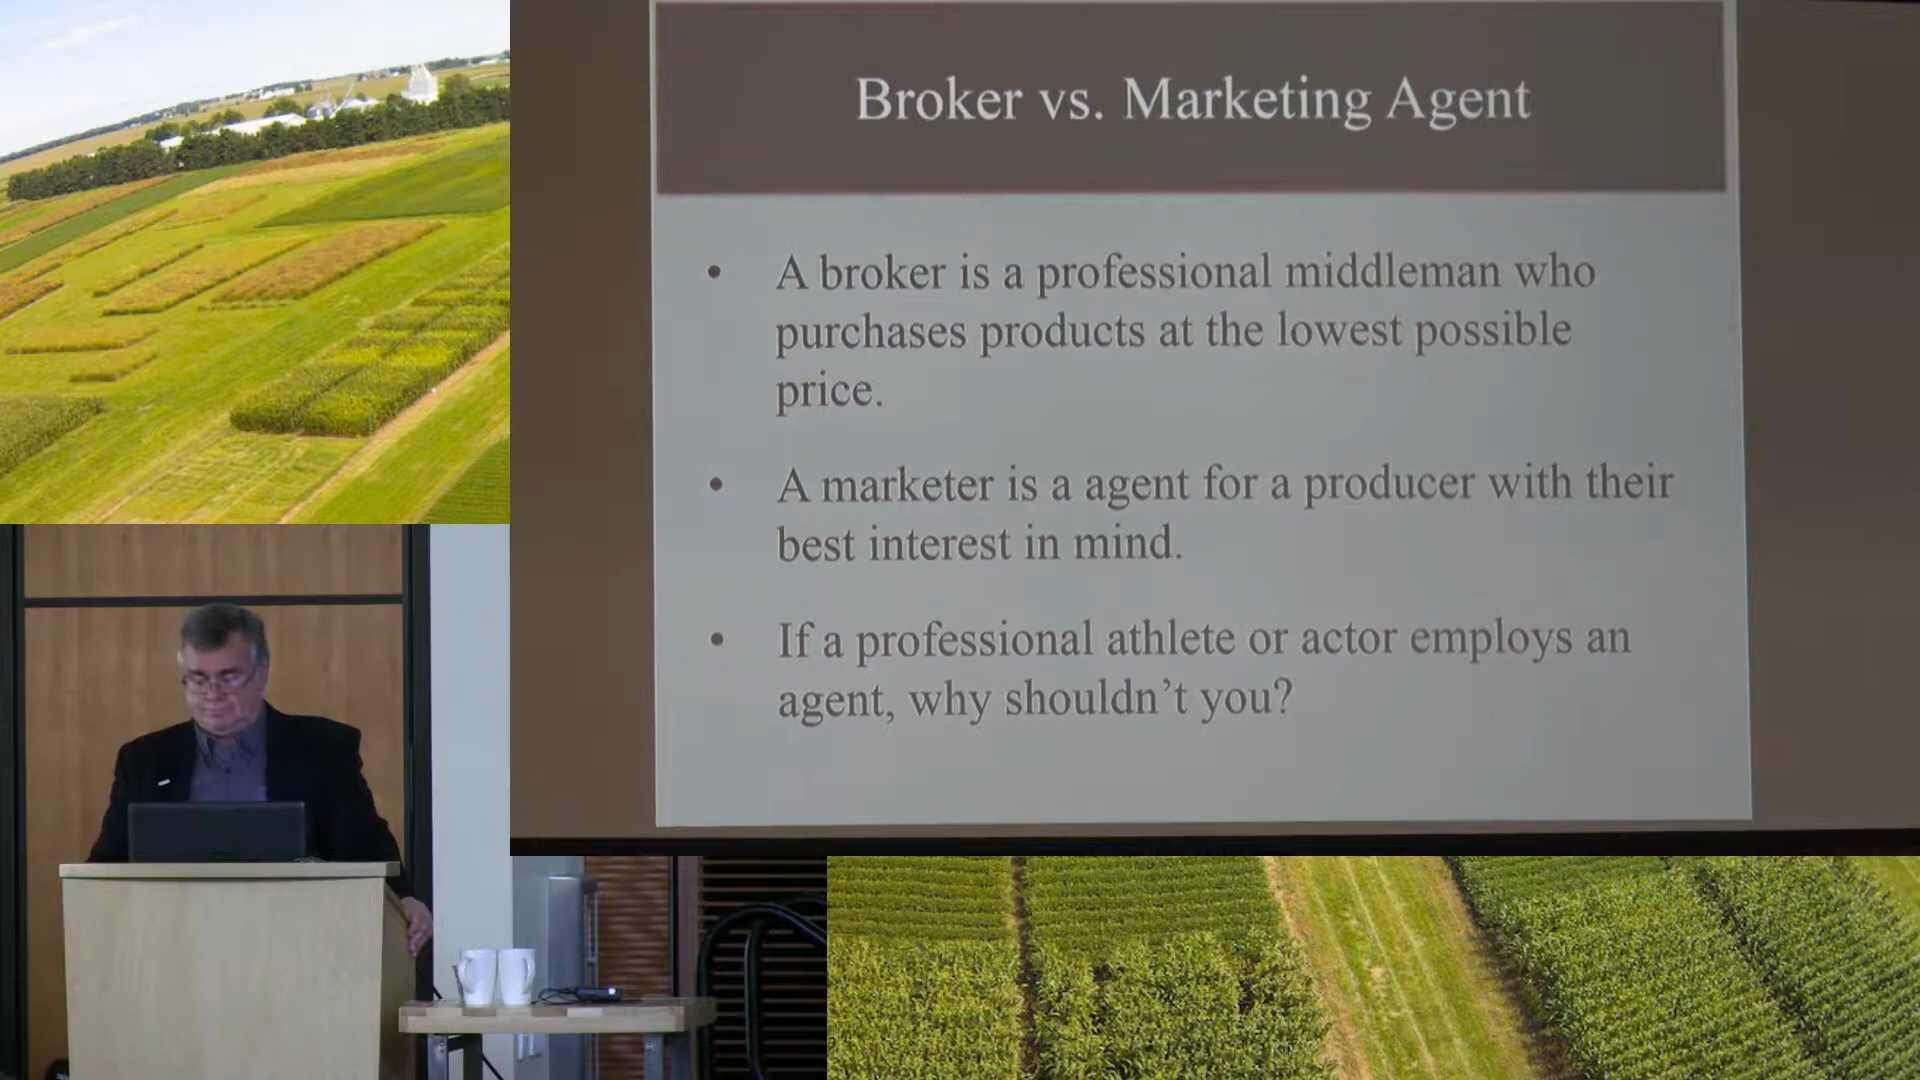 Broker vs. Marketing Agent
• A broker is a professional middleman who
purchases products at the lowest possible
price.
• A marketer is a agent for a producer with their
best interest in mind.
• If a professional athlete or actor employs an
agent, why shouldn't you?